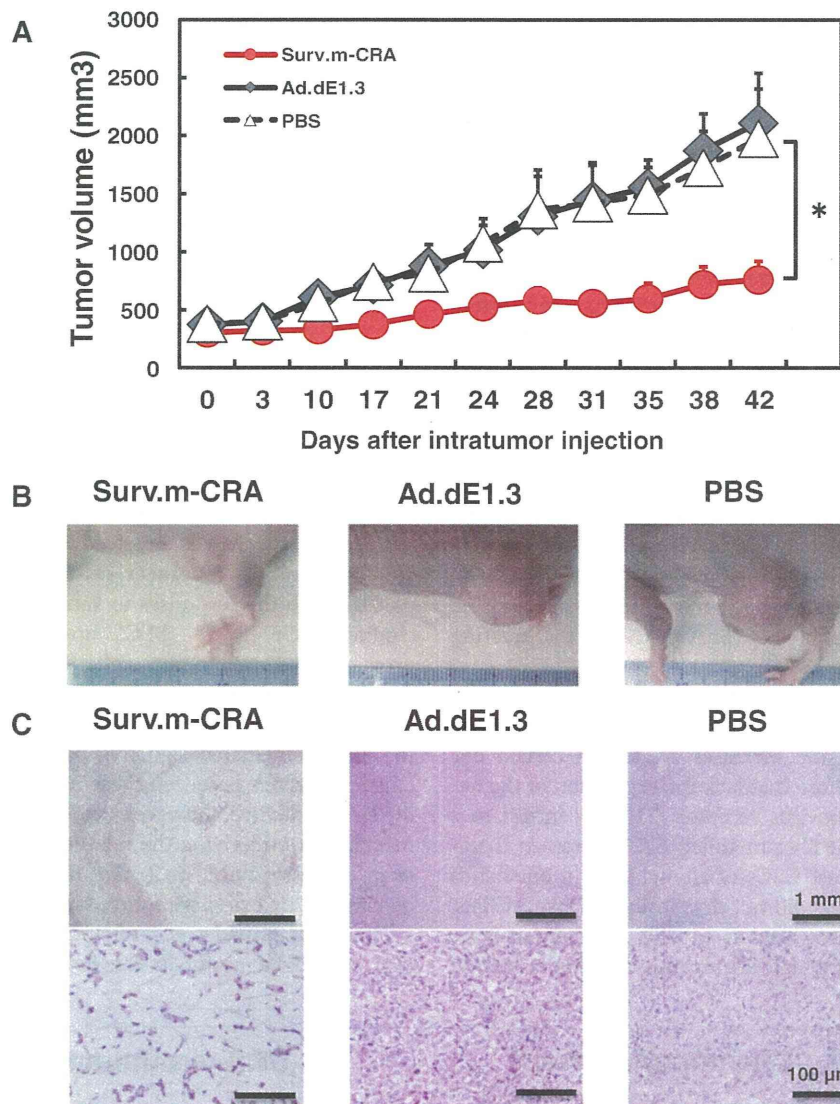 A
Tumor volume (mm3)
3000
2500
2000
1500
1000
500
0
Surv.m-CRA
Ad.dE1.3
PBS
*
0 3 10 17 21 24 28 31 35 38 42
Days after intratumor injection
B
Surv.m-CRA Ad.dE1.3 PBS
C
Surv.m-CRA Ad.dE1.3 PBS
1 mm
100 µm